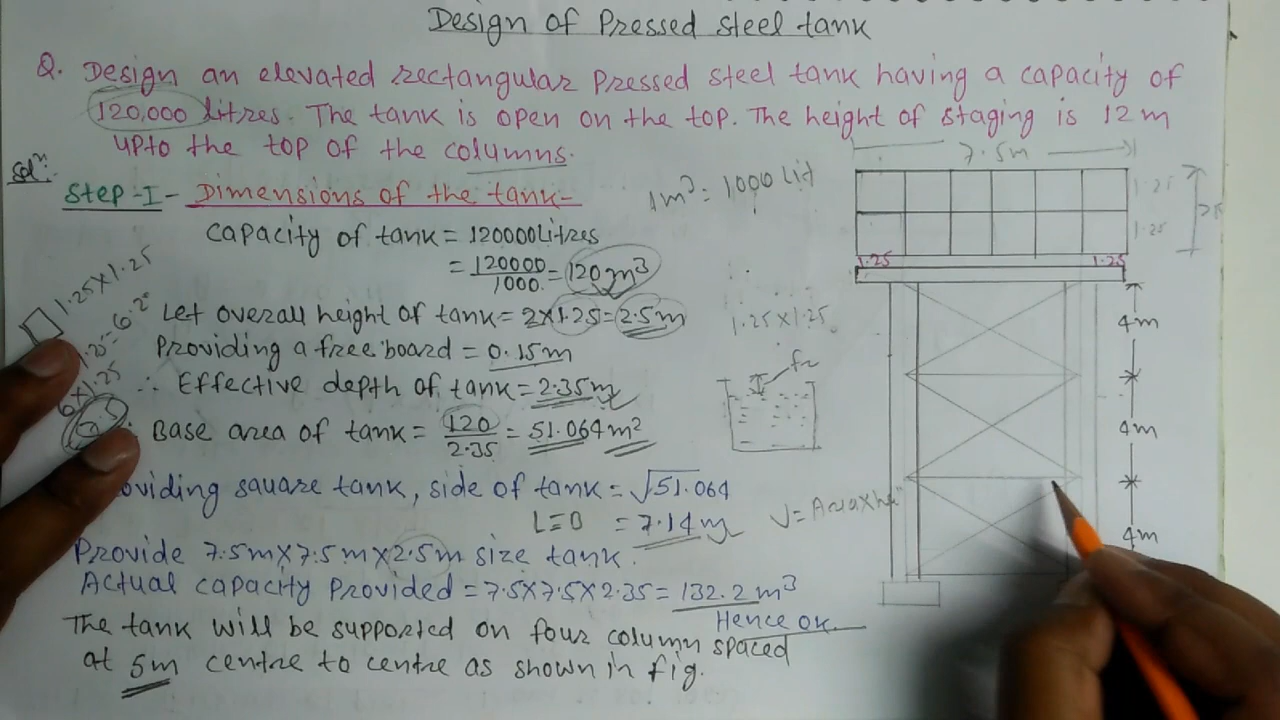 Design of Pressed steel tank
Q. Design an elevated rectangular Pressed steel tank having a capacity of
120,000 litres. The tank is open on the top. The height of staging is 12 m
upto the top of the columns.
Solⁿ:
Step-I - Dimensions of the tank-
1m³ = 1000 Lit
capacity of tank = 120000 Litres
= 120000/1000 = 120 m³
Let overall height of tank = 2×1.25 = 2.5m
Providing a free board = 0.15m
∴ Effective depth of tank = 2.35m
Base area of tank = 120/2.35 = 51.064 m²
oviding square tank, side of tank = √51.064
L=B = 7.14 m
Provide 7.5m×7.5m×2.5m size tank.
Actual capacity Provided = 7.5×7.5×2.35 = 132.2 m³
Hence ok
The tank will be supported on four column spaced
at 5m centre to centre as shown in fig.
1.25×1.25
6×1.25
1.25×1.25
7.5m
1.25
1.25
1.25
1.25
4m
4m
4m